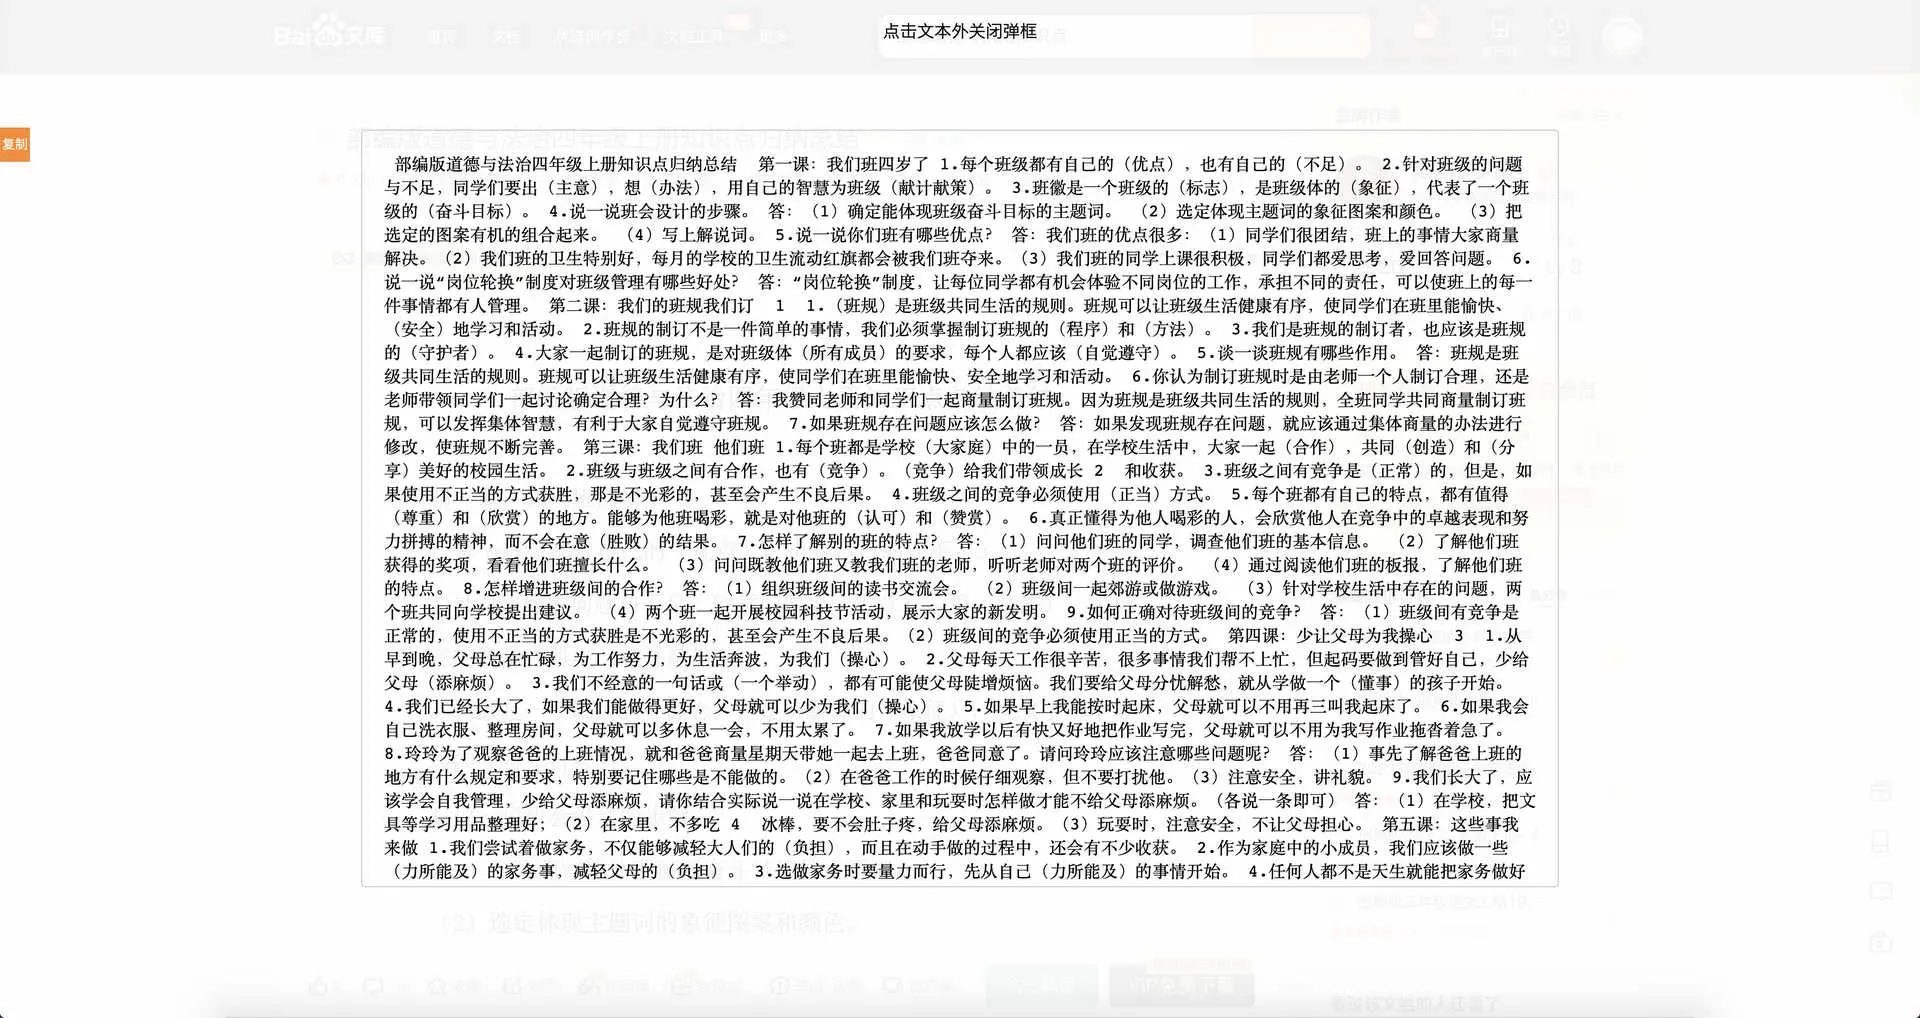 Bai 文库
点击文本外关闭弹框
复制
部编版道德与法治四年级上册知识点归纳总结
部编版道德与法治四年级上册知识点归纳总结  第一课：我们班四岁了 1.每个班级都有自己的（优点），也有自己的（不足）。 2.针对班级的问题
与不足，同学们要出（主意），想（办法），用自己的智慧为班级（献计献策）。 3.班徽是一个班级的（标志），是班级体的（象征），代表了一个班
级的（奋斗目标）。 4.说一说班会设计的步骤。 答：（1）确定能体现班级奋斗目标的主题词。 （2）选定体现主题词的象征图案和颜色。 （3）把
选定的图案有机的组合起来。 （4）写上解说词。 5.说一说你们班有哪些优点？ 答：我们班的优点很多：（1）同学们很团结，班上的事情大家商量
解决。（2）我们班的卫生特别好，每月的学校的卫生流动红旗都会被我们班夺来。（3）我们班的同学上课很积极，同学们都爱思考，爱回答问题。 6.
说一说“岗位轮换”制度对班级管理有哪些好处？ 答：“岗位轮换”制度，让每位同学都有机会体验不同岗位的工作，承担不同的责任，可以使班上的每一
件事情都有人管理。 第二课：我们的班规我们订  1  1.（班规）是班级共同生活的规则。班规可以让班级生活健康有序，使同学们在班里能愉快、
（安全）地学习和活动。 2.班规的制订不是一件简单的事情，我们必须掌握制订班规的（程序）和（方法）。 3.我们是班规的制订者，也应该是班规
的（守护者）。 4.大家一起制订的班规，是对班级体（所有成员）的要求，每个人都应该（自觉遵守）。 5.谈一谈班规有哪些作用。 答：班规是班
级共同生活的规则。班规可以让班级生活健康有序，使同学们在班里能愉快、安全地学习和活动。 6.你认为制订班规时是由老师一个人制订合理，还是
老师带领同学们一起讨论确定合理？为什么？ 答：我赞同老师和同学们一起商量制订班规。因为班规是班级共同生活的规则，全班同学共同商量制订班
规，可以发挥集体智慧，有利于大家自觉遵守班规。 7.如果班规存在问题应该怎么做？ 答：如果发现班规存在问题，就应该通过集体商量的办法进行
修改，使班规不断完善。 第三课：我们班 他们班 1.每个班都是学校（大家庭）中的一员，在学校生活中，大家一起（合作），共同（创造）和（分
享）美好的校园生活。 2.班级与班级之间有合作，也有（竞争）。（竞争）给我们带领成长 2  和收获。 3.班级之间有竞争是（正常）的，但是，如
果使用不正当的方式获胜，那是不光彩的，甚至会产生不良后果。 4.班级之间的竞争必须使用（正当）方式。 5.每个班都有自己的特点，都有值得
（尊重）和（欣赏）的地方。能够为他班喝彩，就是对他班的（认可）和（赞赏）。 6.真正懂得为他人喝彩的人，会欣赏他人在竞争中的卓越表现和努
力拼搏的精神，而不会在意（胜败）的结果。 7.怎样了解别的班的特点？ 答：（1）问问他们班的同学，调查他们班的基本信息。 （2）了解他们班
获得的奖项，看看他们班擅长什么。 （3）问问既教他们班又教我们班的老师，听听老师对两个班的评价。 （4）通过阅读他们班的板报，了解他们班
的特点。 8.怎样增进班级间的合作？ 答：（1）组织班级间的读书交流会。 （2）班级间一起郊游或做游戏。 （3）针对学校生活中存在的问题，两
个班共同向学校提出建议。 （4）两个班一起开展校园科技节活动，展示大家的新发明。 9.如何正确对待班级间的竞争？ 答：（1）班级间有竞争是
正常的，使用不正当的方式获胜是不光彩的，甚至会产生不良后果。（2）班级间的竞争必须使用正当的方式。 第四课：少让父母为我操心  3  1.从
早到晚，父母总在忙碌，为工作努力，为生活奔波，为我们（操心）。 2.父母每天工作很辛苦，很多事情我们帮不上忙，但起码要做到管好自己，少给
父母（添麻烦）。 3.我们不经意的一句话或（一个举动），都有可能使父母陡增烦恼。我们要给父母分忧解愁，就从学做一个（懂事）的孩子开始。
4.我们已经长大了，如果我们能做得更好，父母就可以少为我们（操心）。 5.如果早上我能按时起床，父母就可以不用再三叫我起床了。 6.如果我会
自己洗衣服、整理房间，父母就可以多休息一会，不用太累了。 7.如果我放学以后有快又好地把作业写完，父母就可以不用为我写作业拖沓着急了。
8.玲玲为了观察爸爸的上班情况，就和爸爸商量星期天带她一起去上班，爸爸同意了。请问玲玲应该注意哪些问题呢？ 答：（1）事先了解爸爸上班的
地方有什么规定和要求，特别要记住哪些是不能做的。（2）在爸爸工作的时候仔细观察，但不要打扰他。（3）注意安全，讲礼貌。 9.我们长大了，应
该学会自我管理，少给父母添麻烦，请你结合实际说一说在学校、家里和玩耍时怎样做才能不给父母添麻烦。（各说一条即可） 答：（1）在学校，把文
具等学习用品整理好；（2）在家里，不多吃 4  冰棒，要不会肚子疼，给父母添麻烦。（3）玩耍时，注意安全，不让父母担心。 第五课：这些事我
来做 1.我们尝试着做家务，不仅能够减轻大人们的（负担），而且在动手做的过程中，还会有不少收获。 2.作为家庭中的小成员，我们应该做一些
（力所能及）的家务事，减轻父母的（负担）。 3.选做家务时要量力而行，先从自己（力所能及）的事情开始。 4.任何人都不是天生就能把家务做好
（2）选定体现主题词的象征图案和颜色。